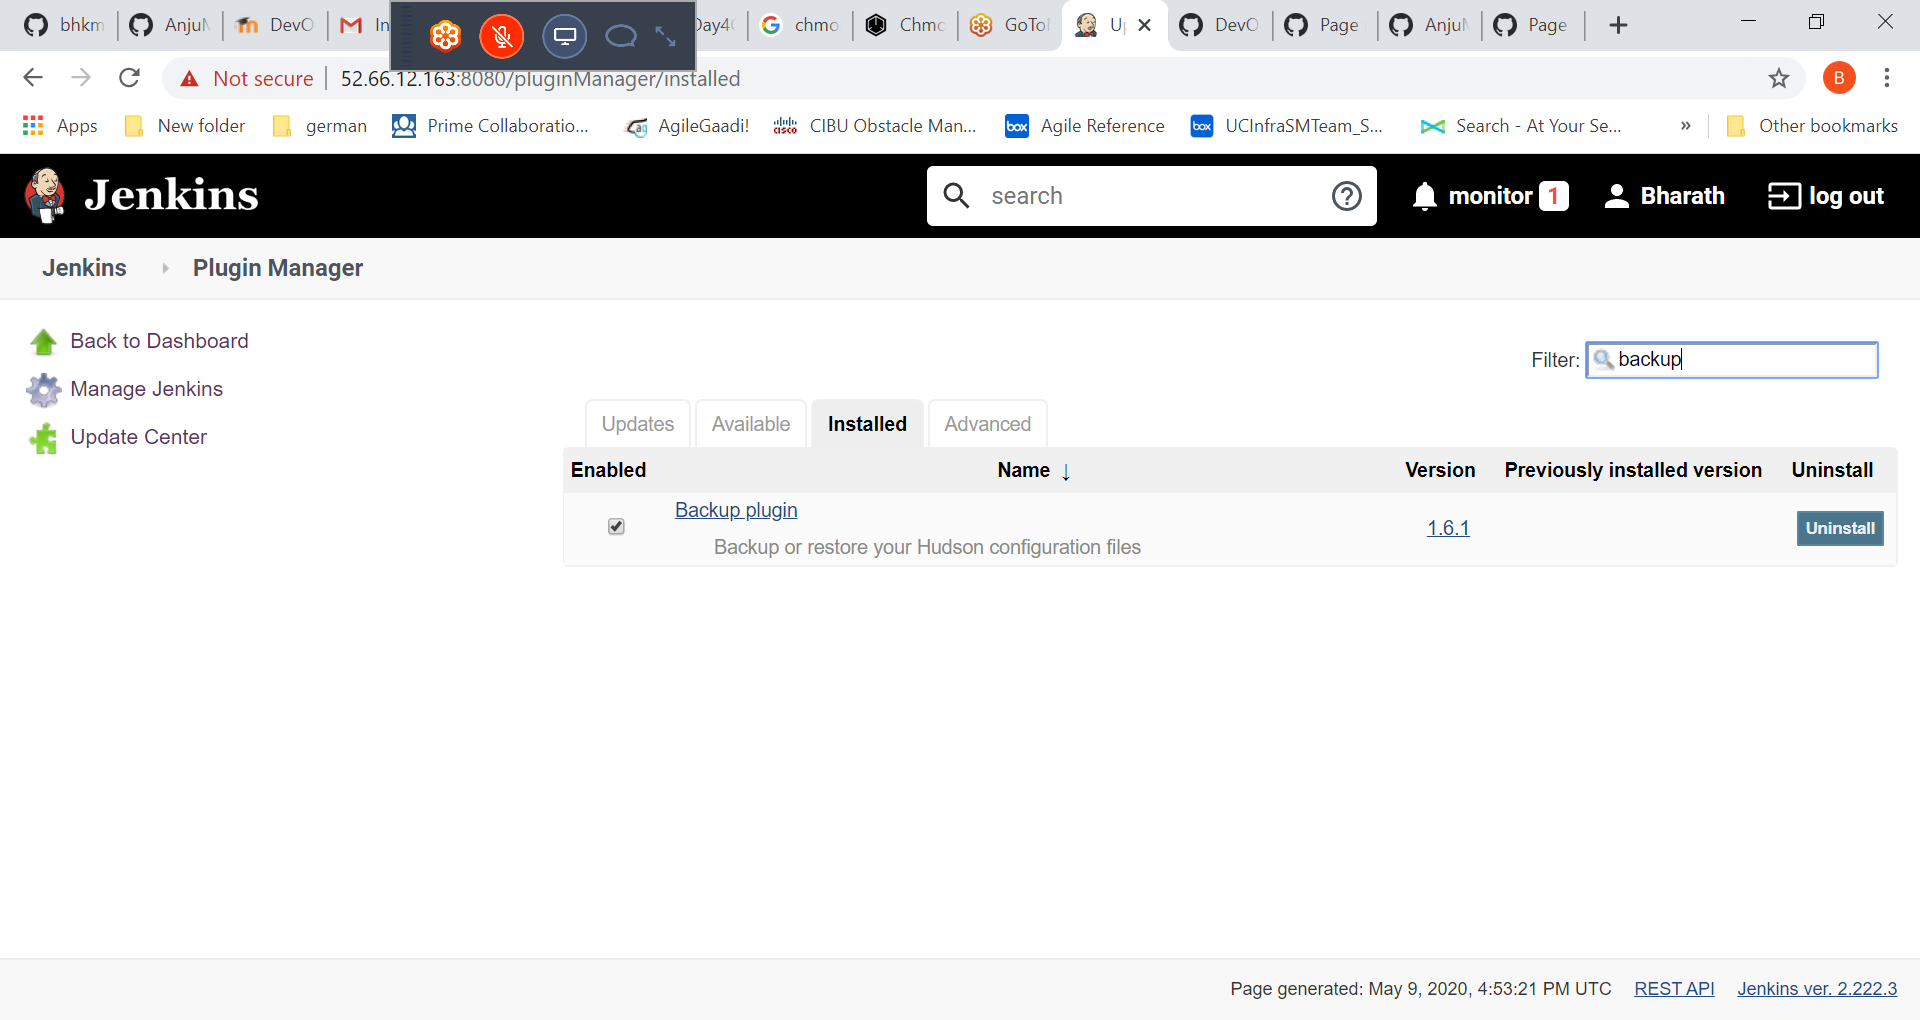 bhkm AnjuM DevO In Day4 chmo Chmo GoTo Up DevO Page AnjuM Page
Not secure 52.66.12.163:8080/pluginManager/installed B
Apps New folder german Prime Collaboratio... AgileGaadi! CIBU Obstacle Man... box Agile Reference box UCInfraSMTeam_S... Search - At Your Se... » Other bookmarks
Jenkins search monitor 1 Bharath log out
Jenkins Plugin Manager
Back to Dashboard
Manage Jenkins
Update Center
Filter: backup
Updates Available Installed Advanced
Enabled Name ↓ Version Previously installed version Uninstall
Backup plugin
Backup or restore your Hudson configuration files
1.6.1 Uninstall
Page generated: May 9, 2020, 4:53:21 PM UTC REST API Jenkins ver. 2.222.3